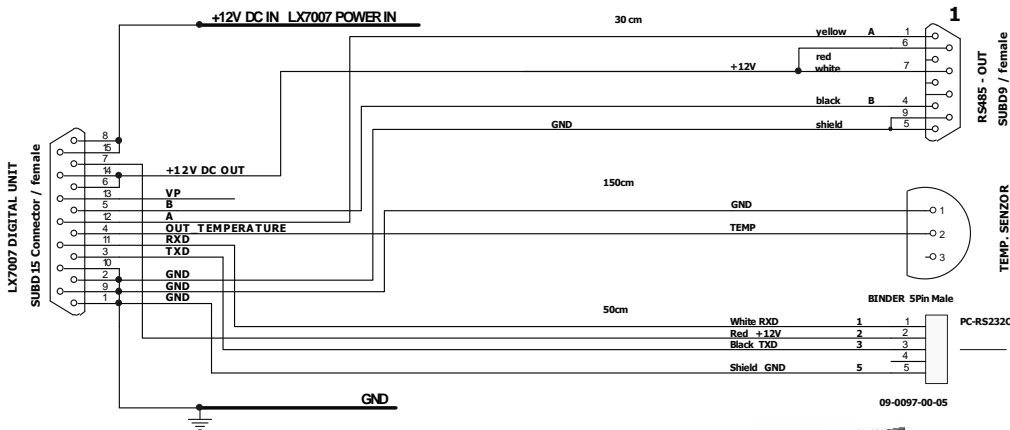 +12V DC IN LX7007 POWER IN
30 cm
1
yellow A 1
6
red
+12V white 7
black B 4
9
GND shield 5
RS485 - OUT
SUBD9 / female
LX7007 DIGITAL UNIT
SUBD15 Connector / female
8
15
7
14 +12V DC OUT
6
13 VP
5 B
12 A
4 OUT TEMPERATURE
11 RXD
3 TXD
10
2 GND
9 GND
1 GND
150cm
GND 1
TEMP 2
3
TEMP. SENZOR
BINDER 5Pin Male
50cm
White RXD 1 1
Red +12V 2 2
Black TXD 3 3
4
Shield GND 5 5
PC-RS232C
09-0097-00-05
GND